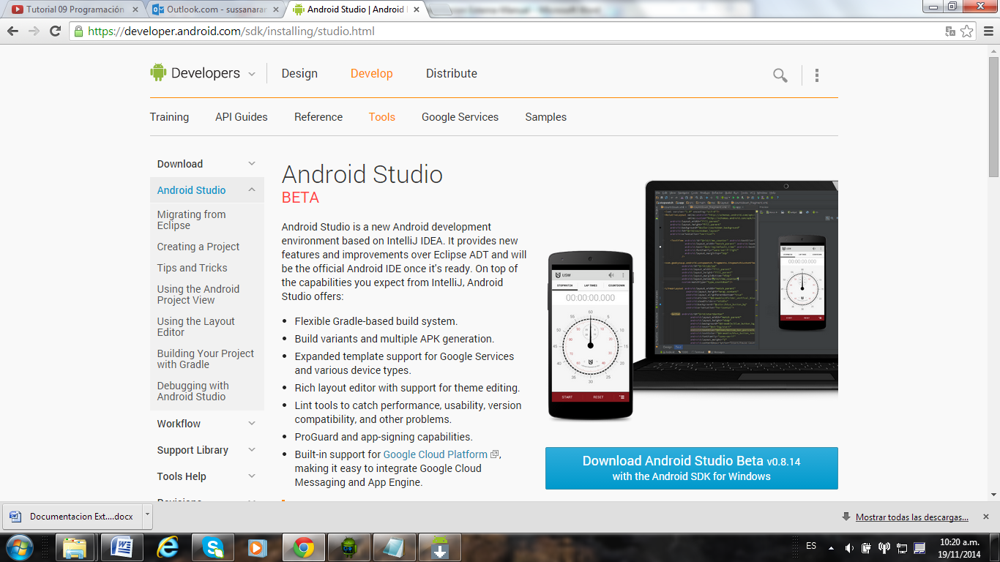 Tutorial 09 Programación
Outlook.com - sussanarar
Android Studio | Android
https://developer.android.com/sdk/installing/studio.html
Developers
Design
Develop
Distribute
Training
API Guides
Reference
Tools
Google Services
Samples
Download
Android Studio
Migrating from
Eclipse
Creating a Project
Tips and Tricks
Using the Android
Project View
Using the Layout
Editor
Building Your Project
with Gradle
Debugging with
Android Studio
Workflow
Support Library
Tools Help
Revisions
Android Studio
BETA
Android Studio is a new Android development
environment based on IntelliJ IDEA. It provides new
features and improvements over Eclipse ADT and will
be the official Android IDE once it's ready. On top of
the capabilities you expect from IntelliJ, Android
Studio offers:
• Flexible Gradle-based build system.
• Build variants and multiple APK generation.
• Expanded template support for Google Services
and various device types.
• Rich layout editor with support for theme editing.
• Lint tools to catch performance, usability, version
compatibility, and other problems.
• ProGuard and app-signing capabilities.
• Built-in support for Google Cloud Platform,
making it easy to integrate Google Cloud
Messaging and App Engine.
USW
STOPWATCH LAP TIMES COUNTDOWN
00:00:00.000
START RESET
Download Android Studio Beta v0.8.14
with the Android SDK for Windows
Documentacion Ext....docx
Mostrar todas las descargas...
ES
10:20 a.m.
19/11/2014